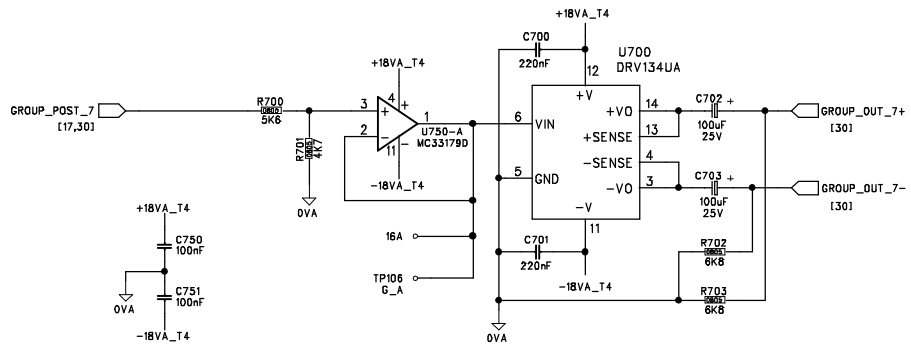 +18VA_T4
C700
220nF
U700
DRV134UA
12
+18VA_T4
+V
GROUP_POST_7
[17,30]
R700
0805
5K6
3
4
+
+
1
U750-A
MC33179D
2
-
-
11
R701
0805
4K7
-18VA_T4
0VA
6
VIN
+VO
14
+SENSE
13
-SENSE
4
5
GND
-VO
3
-V
11
C702
+
100uF
25V
C703
+
100uF
25V
GROUP_OUT_7+
[30]
GROUP_OUT_7-
[30]
+18VA_T4
C750
100nF
C751
100nF
0VA
-18VA_T4
16A
TP106
G_A
C701
220nF
-18VA_T4
R702
0805
6K8
R703
0805
6K8
0VA